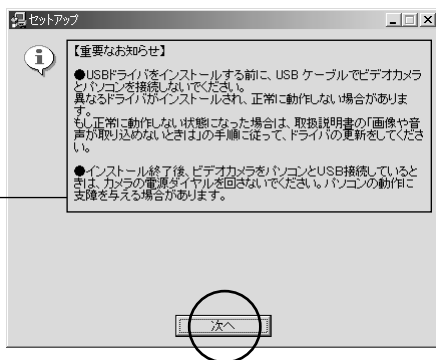 セットアップ
【重要なお知らせ】
●USBドライバをインストールする前に、USB ケーブルでビデオカメラ
とパソコンを接続しないでください。
異なるドライバがインストールされ、正常に動作しない場合がありま
す。
もし正常に動作しない状態になった場合は、取扱説明書の「画像や音
声が取り込めないときは」の手順に従って、ドライバの更新をしてくださ
い。
●インストール終了後、ビデオカメラをパソコンとUSB接続していると
きは、カメラの電源ダイヤルを回さないでください。パソコンの動作に
支障を与える場合があります。
次へ